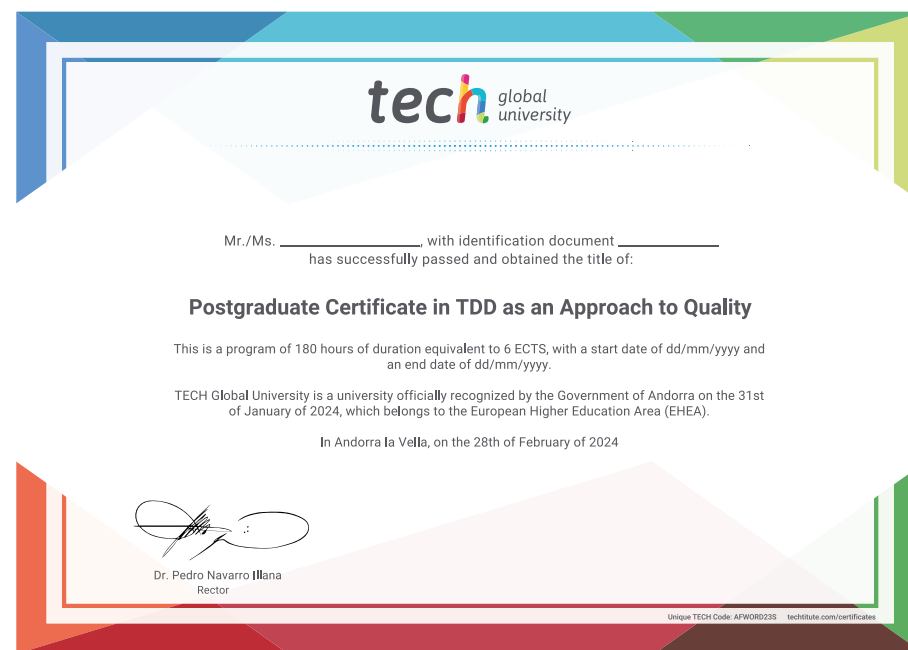 tech global university
Mr./Ms. ____________________, with identification document ______________
has successfully passed and obtained the title of:
Postgraduate Certificate in TDD as an Approach to Quality
This is a program of 180 hours of duration equivalent to 6 ECTS, with a start date of dd/mm/yyyy and
an end date of dd/mm/yyyy.
TECH Global University is a university officially recognized by the Government of Andorra on the 31st
of January of 2024, which belongs to the European Higher Education Area (EHEA).
In Andorra la Vella, on the 28th of February of 2024
Dr. Pedro Navarro Illana
Rector
Unique TECH Code: AFWORD23S techtitute.com/certificates